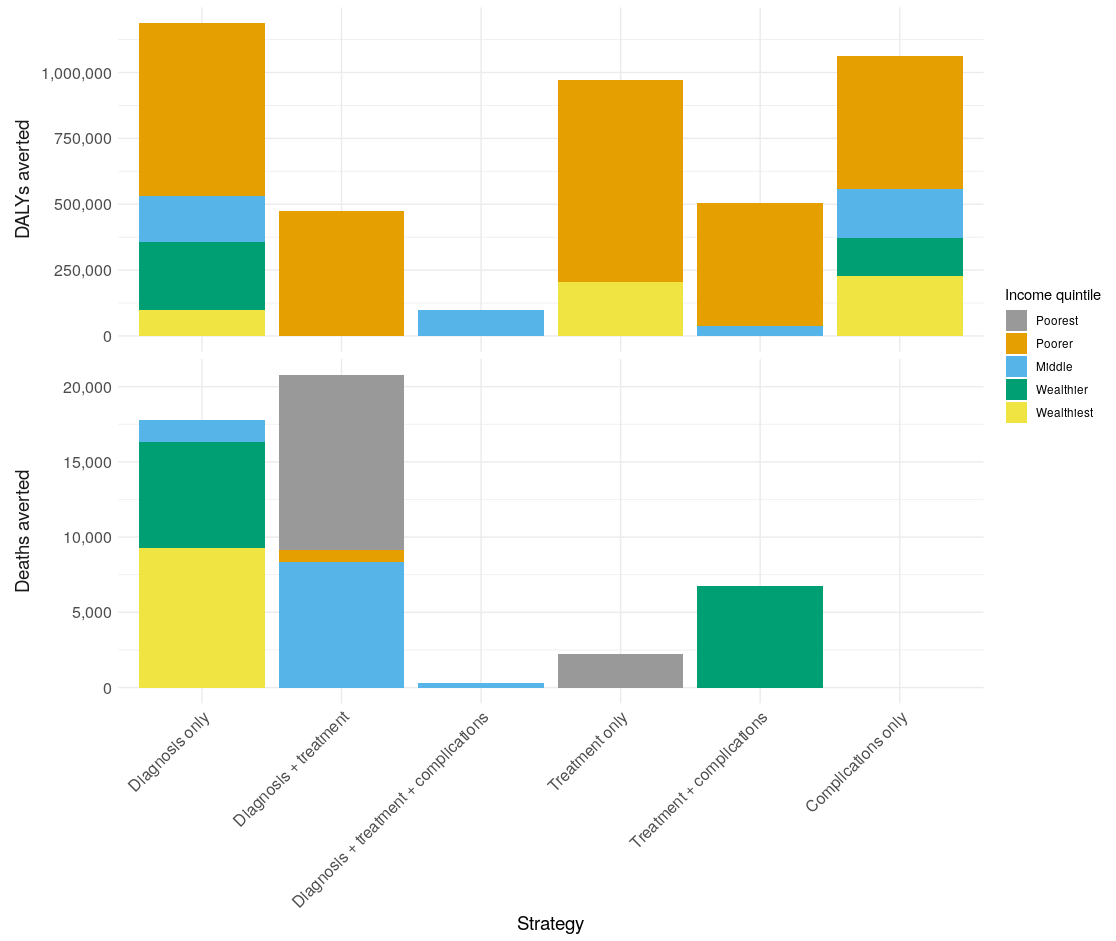 DALYs averted
1,000,000
750,000
500,000
250,000
0
Deaths averted
20,000
15,000
10,000
5,000
0
Diagnosis only
Diagnosis + treatment
Diagnosis + treatment + complications
Treatment only
Treatment + complications
Complications only
Strategy
Income quintile
Poorest
Poorer
Middle
Wealthier
Wealthiest